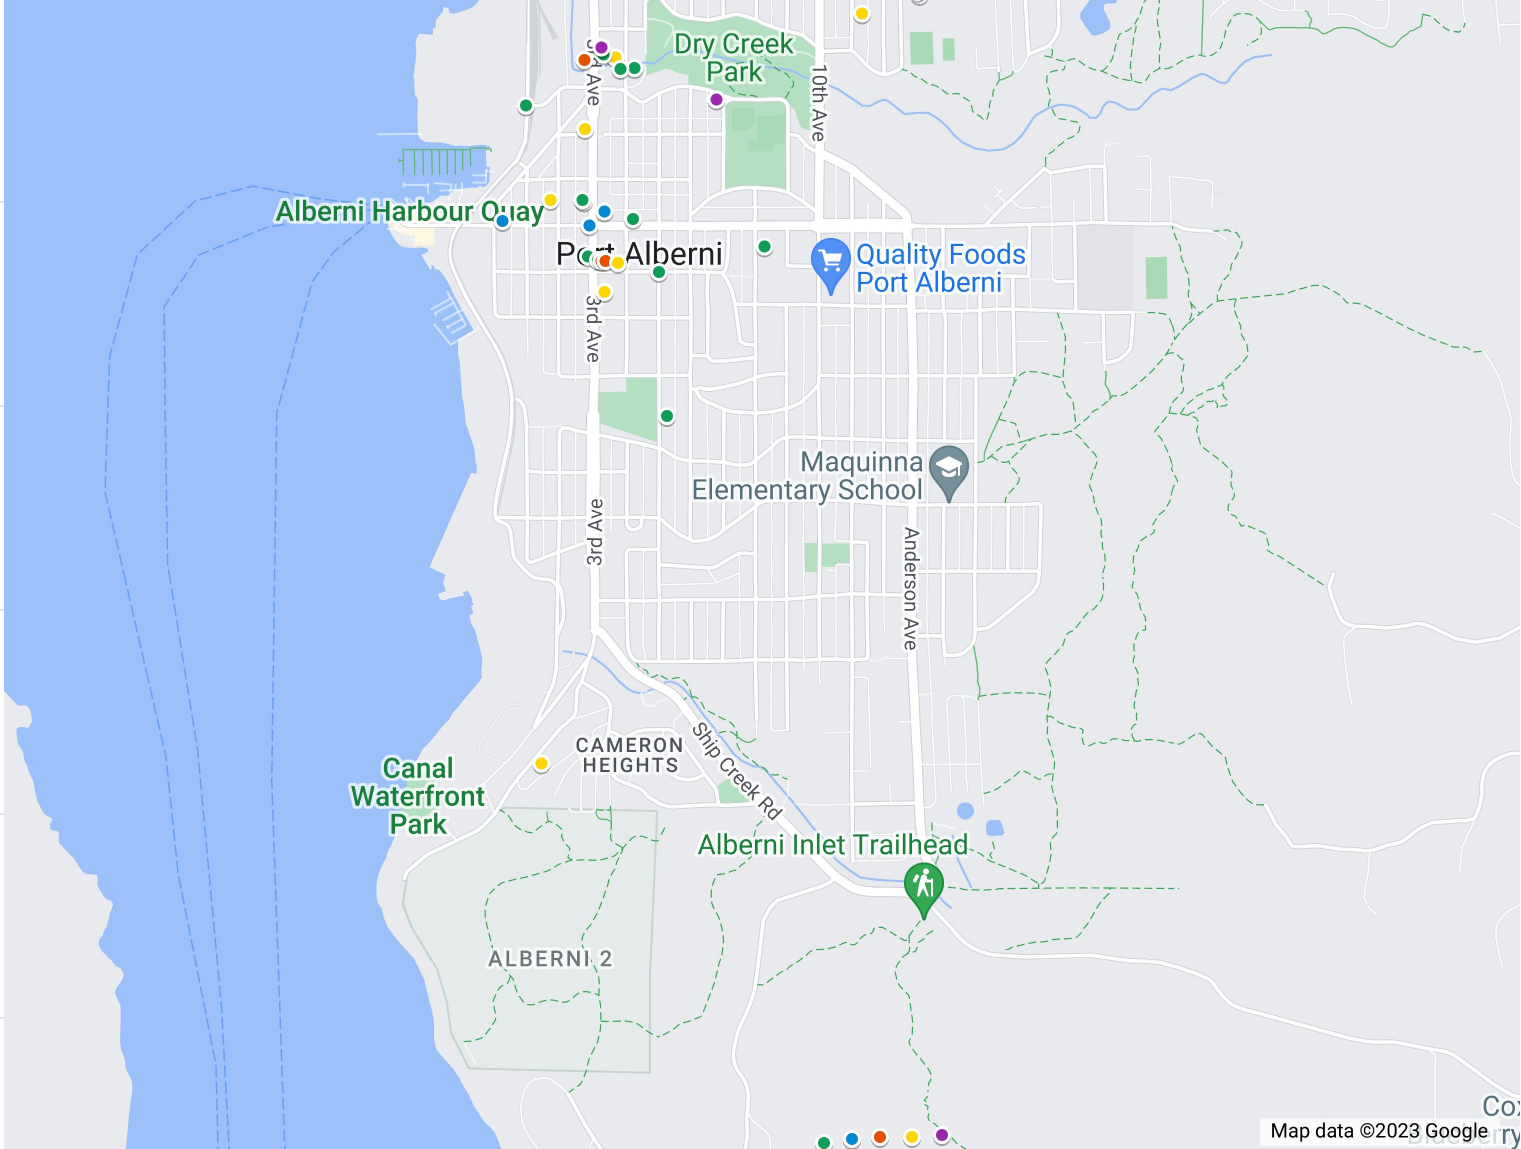 Dry Creek
Park
3rd Ave
10th Ave
Alberni Harbour Quay
Port Alberni
Quality Foods
Port Alberni
3rd Ave
Maquinna
Elementary School
3rd Ave
Anderson Ave
CAMERON
HEIGHTS
Ship Creek Rd
Canal
Waterfront
Park
Alberni Inlet Trailhead
ALBERNI 2
Map data ©2023 Google